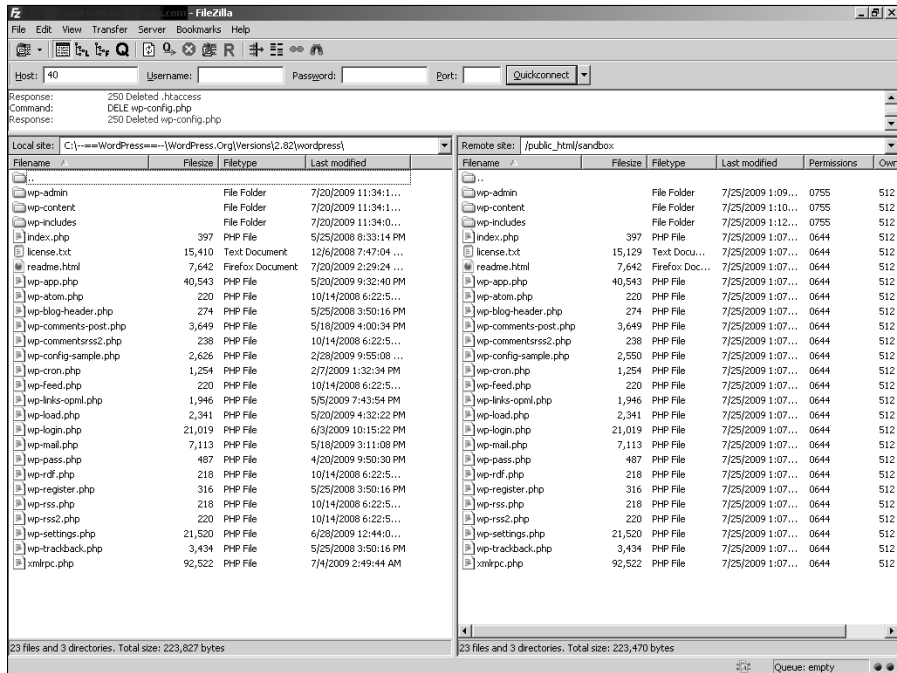 .com - FileZilla
File Edit View Transfer Server Bookmarks Help
Host: 40 Username: Password: Port: Quickconnect
Response: 250 Deleted .htaccess
Command: DELE wp-config.php
Response: 250 Deleted wp-config.php
Local site: C:\--==WordPress==--\WordPress.Org\Versions\2.82\wordpress\
Filename Filesize Filetype Last modified
..
wp-admin File Folder 7/20/2009 11:34:1...
wp-content File Folder 7/20/2009 11:34:1...
wp-includes File Folder 7/20/2009 11:34:0...
index.php 397 PHP File 5/25/2008 8:33:14 PM
license.txt 15,410 Text Document 12/6/2008 7:47:04 ...
readme.html 7,642 Firefox Document 7/20/2009 2:29:24 ...
wp-app.php 40,543 PHP File 5/20/2009 9:32:40 PM
wp-atom.php 220 PHP File 10/14/2008 6:22:5...
wp-blog-header.php 274 PHP File 5/25/2008 3:50:16 PM
wp-comments-post.php 3,649 PHP File 5/18/2009 4:00:34 PM
wp-commentsrss2.php 238 PHP File 10/14/2008 6:22:5...
wp-config-sample.php 2,626 PHP File 2/28/2009 9:55:08 ...
wp-cron.php 1,254 PHP File 2/7/2009 1:32:34 PM
wp-feed.php 220 PHP File 10/14/2008 6:22:5...
wp-links-opml.php 1,946 PHP File 5/5/2009 7:43:54 PM
wp-load.php 2,341 PHP File 5/20/2009 4:32:22 PM
wp-login.php 21,019 PHP File 6/3/2009 10:15:22 PM
wp-mail.php 7,113 PHP File 5/18/2009 3:11:08 PM
wp-pass.php 487 PHP File 4/20/2009 9:50:30 PM
wp-rdf.php 218 PHP File 10/14/2008 6:22:5...
wp-register.php 316 PHP File 5/25/2008 3:50:16 PM
wp-rss.php 218 PHP File 10/14/2008 6:22:5...
wp-rss2.php 220 PHP File 10/14/2008 6:22:5...
wp-settings.php 21,520 PHP File 6/28/2009 12:44:0...
wp-trackback.php 3,434 PHP File 5/25/2008 3:50:16 PM
xmlrpc.php 92,522 PHP File 7/4/2009 2:49:44 AM
23 files and 3 directories. Total size: 223,827 bytes
Remote site: /public_html/sandbox
Filename Filesize Filetype Last modified Permissions Own
..
wp-admin File Folder 7/25/2009 1:09... 0755 512
wp-content File Folder 7/25/2009 1:10... 0755 512
wp-includes File Folder 7/25/2009 1:12... 0755 512
index.php 397 PHP File 7/25/2009 1:07... 0644 512
license.txt 15,129 Text Docu... 7/25/2009 1:07... 0644 512
readme.html 7,642 Firefox Doc... 7/25/2009 1:07... 0644 512
wp-app.php 40,543 PHP File 7/25/2009 1:07... 0644 512
wp-atom.php 220 PHP File 7/25/2009 1:07... 0644 512
wp-blog-header.php 274 PHP File 7/25/2009 1:07... 0644 512
wp-comments-post.php 3,649 PHP File 7/25/2009 1:07... 0644 512
wp-commentsrss2.php 238 PHP File 7/25/2009 1:07... 0644 512
wp-config-sample.php 2,550 PHP File 7/25/2009 1:07... 0644 512
wp-cron.php 1,254 PHP File 7/25/2009 1:07... 0644 512
wp-feed.php 220 PHP File 7/25/2009 1:07... 0644 512
wp-links-opml.php 1,946 PHP File 7/25/2009 1:07... 0644 512
wp-load.php 2,341 PHP File 7/25/2009 1:07... 0644 512
wp-login.php 21,019 PHP File 7/25/2009 1:07... 0644 512
wp-mail.php 7,113 PHP File 7/25/2009 1:07... 0644 512
wp-pass.php 487 PHP File 7/25/2009 1:07... 0644 512
wp-rdf.php 218 PHP File 7/25/2009 1:07... 0644 512
wp-register.php 316 PHP File 7/25/2009 1:07... 0644 512
wp-rss.php 218 PHP File 7/25/2009 1:07... 0644 512
wp-rss2.php 220 PHP File 7/25/2009 1:07... 0644 512
wp-settings.php 21,520 PHP File 7/25/2009 1:07... 0644 512
wp-trackback.php 3,434 PHP File 7/25/2009 1:07... 0644 512
xmlrpc.php 92,522 PHP File 7/25/2009 1:07... 0644 512
23 files and 3 directories. Total size: 223,470 bytes
Queue: empty